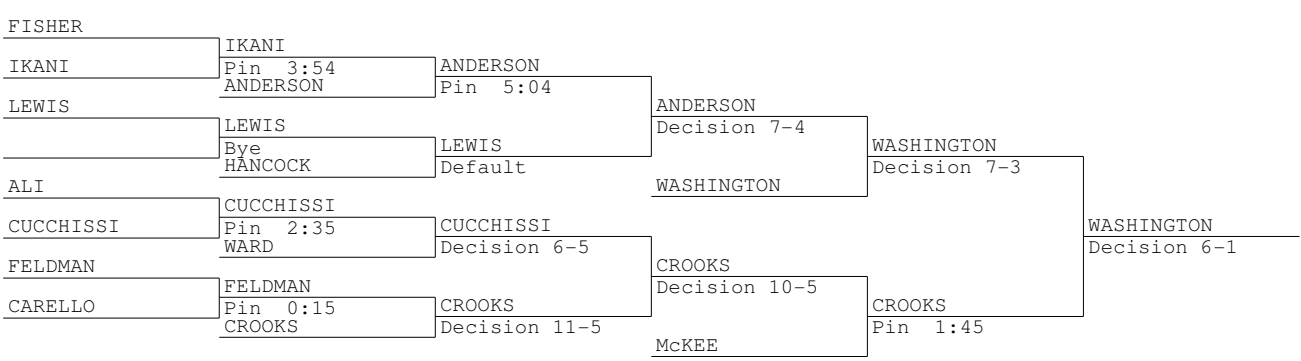 FISHER
IKANI
LEWIS
ALI
CUCCHISSI
FELDMAN
CARELLO
IKANI
Pin 3:54
ANDERSON
LEWIS
Bye
HANCOCK
CUCCHISSI
Pin 2:35
WARD
FELDMAN
Pin 0:15
CROOKS
ANDERSON
Pin 5:04
LEWIS
Default
CUCCHISSI
Decision 6-5
CROOKS
Decision 11-5
ANDERSON
Decision 7-4
WASHINGTON
CROOKS
Decision 10-5
McKEE
WASHINGTON
Decision 7-3
CROOKS
Pin 1:45
WASHINGTON
Decision 6-1